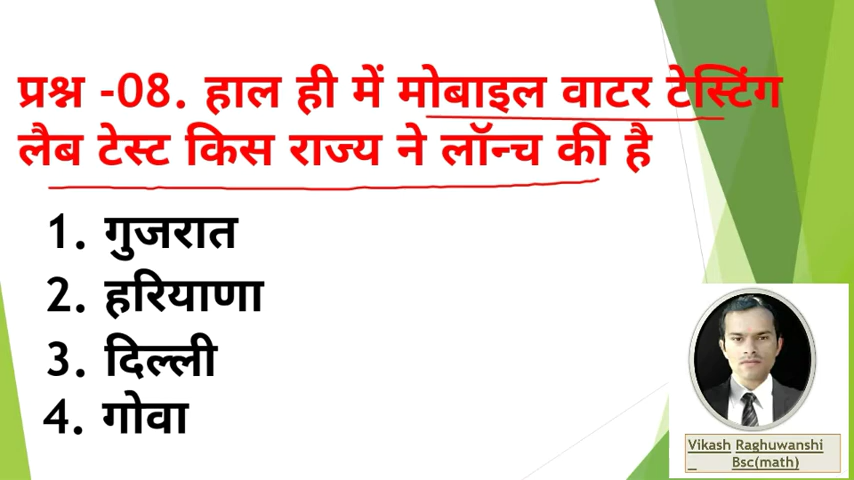 प्रश्न -08. हाल ही में मोबाइल वाटर टेस्टिंग
लैब टेस्ट किस राज्य ने लॉन्च की है
1. गुजरात
2. हरियाणा
3. दिल्ली
4. गोवा
Vikash Raghuwanshi
_ Bsc(math)